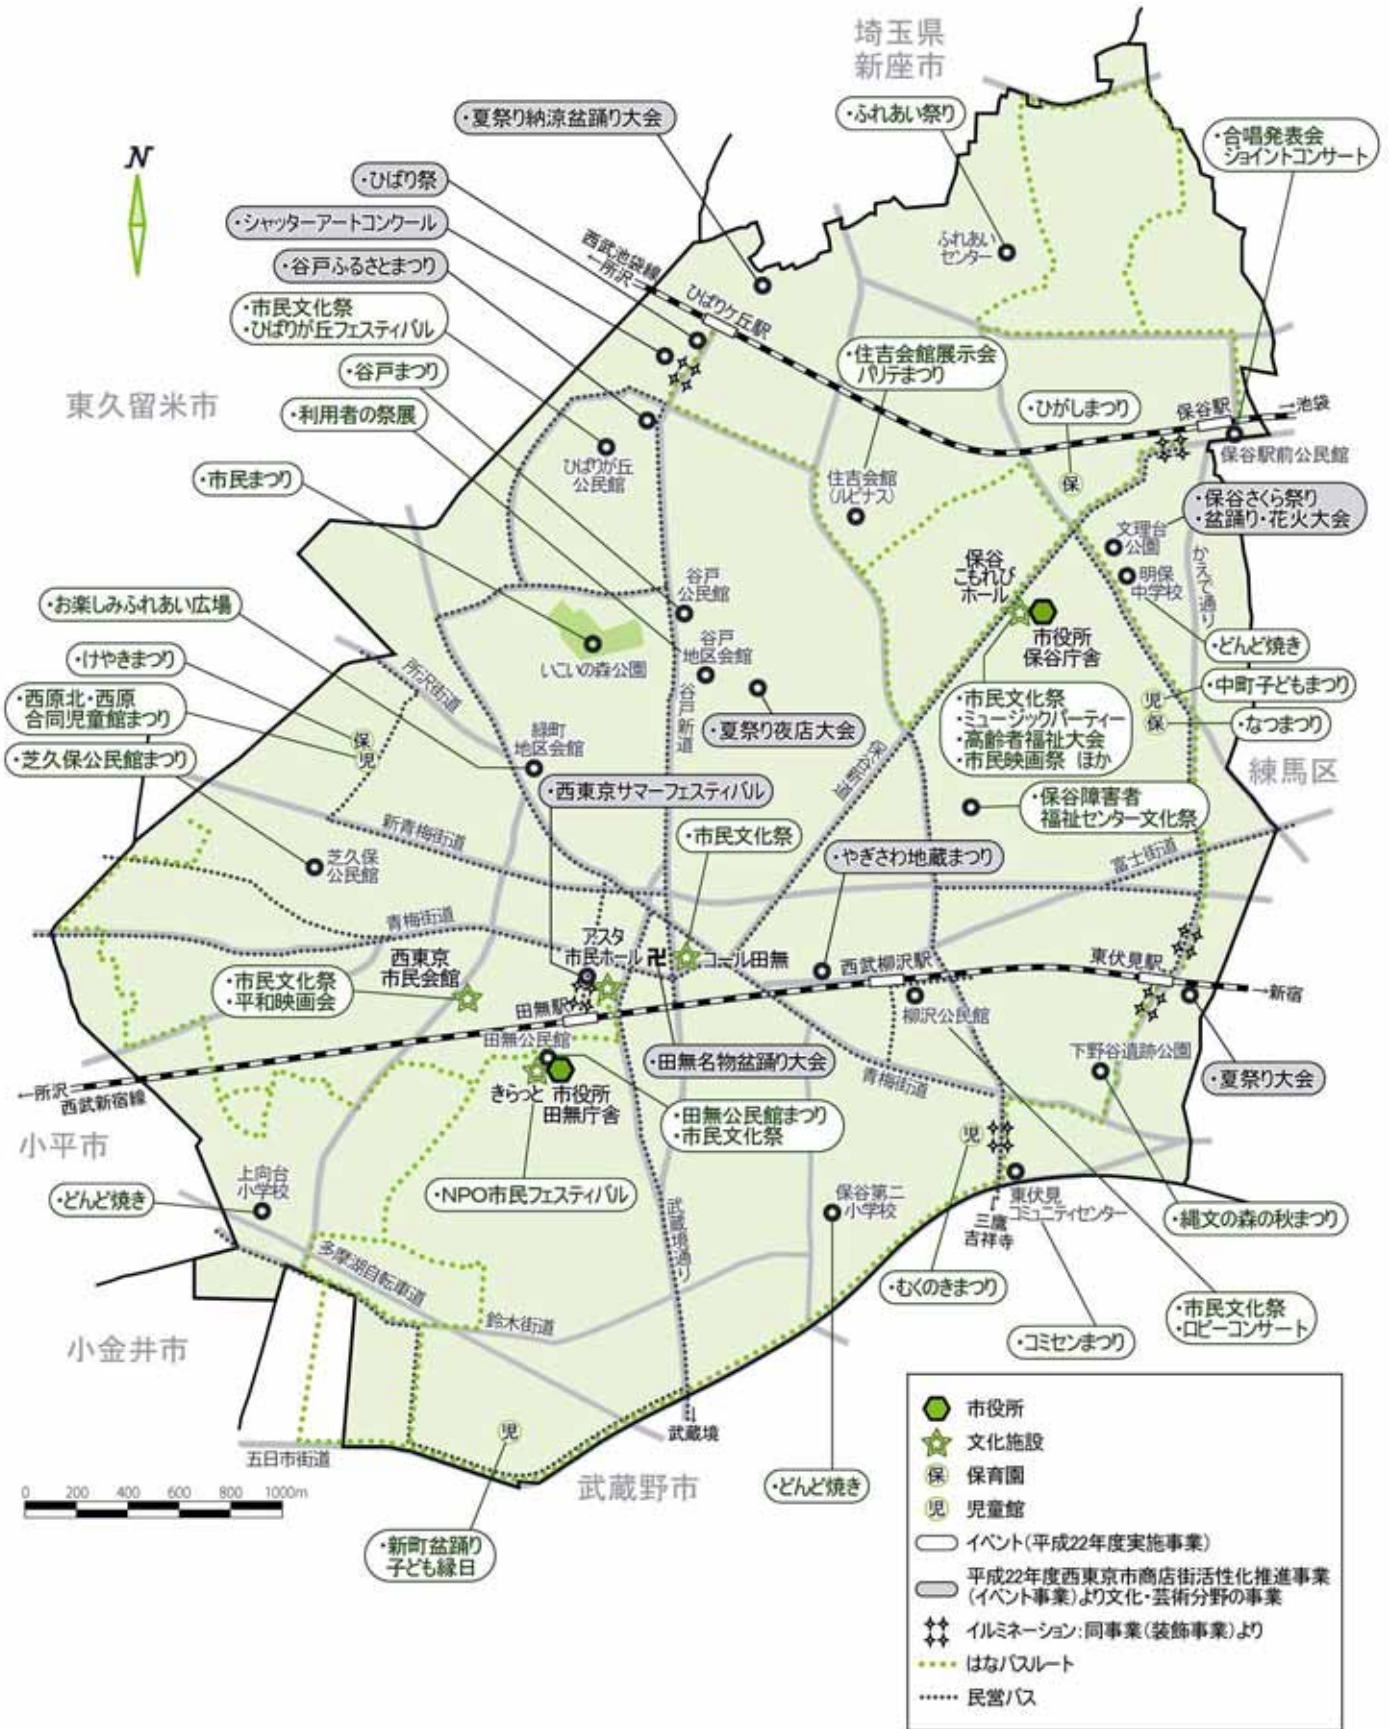 埼玉県
新座市
・夏祭り納涼盆踊り大会
・ふれあい祭り
・合唱発表会
ジョイントコンサート
N
・ひばり祭
・シャッターアートコンクール
・谷戸ふるさとまつり
西武池袋線
←所沢
ひばりケ丘駅
ふれあい
センター
・市民文化祭
・ひばりが丘フェスティバル
・谷戸まつり
・利用者の祭展
・住吉会館展示会
パリテまつり
・ひがしまつり
保谷駅
→池袋
保谷駅前公民館
東久留米市
・市民まつり
ひばりが丘
公民館
住吉会館
(ルピナス)
保
・保谷さくら祭り
・盆踊り・花火大会
文理台
公園
明保
中学校
かえで通り
保谷
こもれび
ホール
市役所
保谷庁舎
・どんど焼き
・お楽しみふれあい広場
・けやきまつり
・西原北・西原
合同児童館まつり
・芝久保公民館まつり
谷戸
公民館
谷戸
地区会館
いこいの森公園
所沢街道
谷戸新道
・夏祭り夜店大会
・市民文化祭
・ミュージックパーティー
・高齢者福祉大会
・市民映画祭 ほか
児
・中町子どもまつり
保
・なつまつり
保
児
緑町
地区会館
・西東京サマーフェスティバル
保谷新道
練馬区
・保谷障害者
福祉センター文化祭
新青梅街道
・市民文化祭
・やぎさわ地蔵まつり
富士街道
芝久保
公民館
青梅街道
西東京
市民会館
アスタ
市民ホール
卍
コール田無
西武柳沢駅
東伏見駅
→新宿
・市民文化祭
・平和映画会
田無駅
柳沢公民館
田無公民館
・田無名物盆踊り大会
下野谷遺跡公園
・夏祭り大会
←所沢
西武新宿線
きらっと
市役所
田無庁舎
青梅街道
・田無公民館まつり
・市民文化祭
小平市
児
・どんど焼き
上向台
小学校
・NPO市民フェスティバル
武蔵境通り
保谷第二
小学校
東伏見
コミュニティセンター
↓
三鷹
吉祥寺
・縄文の森の秋まつり
多摩湖自転車道
鈴木街道
・むくのきまつり
・市民文化祭
・ロビーコンサート
・コミセンまつり
小金井市
児
↓
武蔵境
五日市街道
武蔵野市
・どんど焼き
・新町盆踊り
子ども縁日
0 200 400 600 800 1000m
市役所
文化施設
保 保育園
児 児童館
イベント(平成22年度実施事業)
平成22年度西東京市商店街活性化推進事業
(イベント事業)より文化・芸術分野の事業
イルミネーション:同事業(装飾事業)より
はなバスルート
民営バス